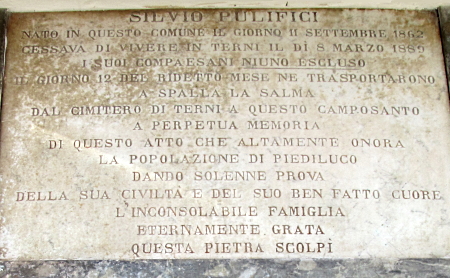 SILVIO PULIFICI
NATO IN QUESTO COMUNE IL GIORNO 11 SETTEMBRE 1862
CESSAVA DI VIVERE IN TERNI IL DÌ 8 MARZO 1889
I SUOI COMPAESANI NIUNO ESCLUSO
IL GIORNO 12 DEL RIDETTO MESE NE TRASPORTARONO
A SPALLA LA SALMA
DAL CIMITERO DI TERNI A QUESTO CAMPOSANTO
A PERPETUA MEMORIA
DI QUESTO ATTO CHE ALTAMENTE ONORA
LA POPOLAZIONE DI PIEDILUCO
DANDO SOLENNE PROVA
DELLA SUA CIVILTÀ E DEL SUO BEN FATTO CUORE
L'INCONSOLABILE FAMIGLIA
ETERNAMENTE GRATA
QUESTA PIETRA SCOLPÌ